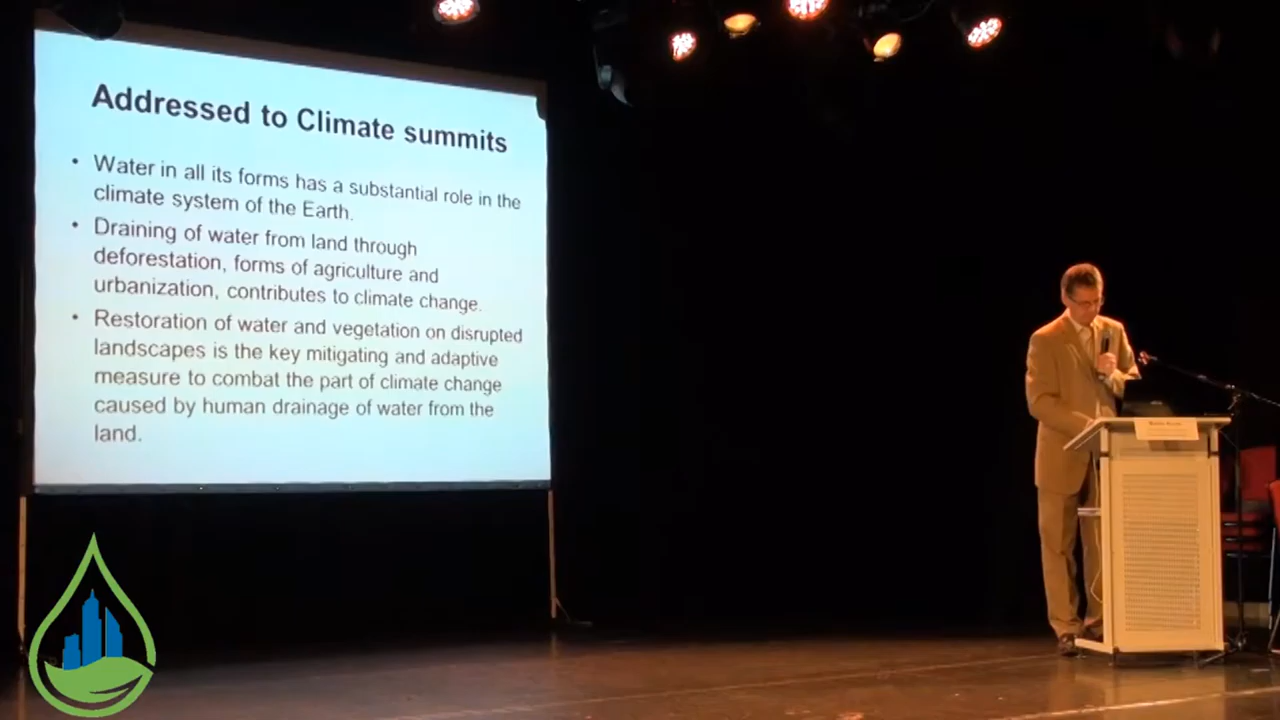 Addressed to Climate summits
• Water in all its forms has a substantial role in the
climate system of the Earth.
• Draining of water from land through
deforestation, forms of agriculture and
urbanization, contributes to climate change.
• Restoration of water and vegetation on disrupted
landscapes is the key mitigating and adaptive
measure to combat the part of climate change
caused by human drainage of water from the
land.